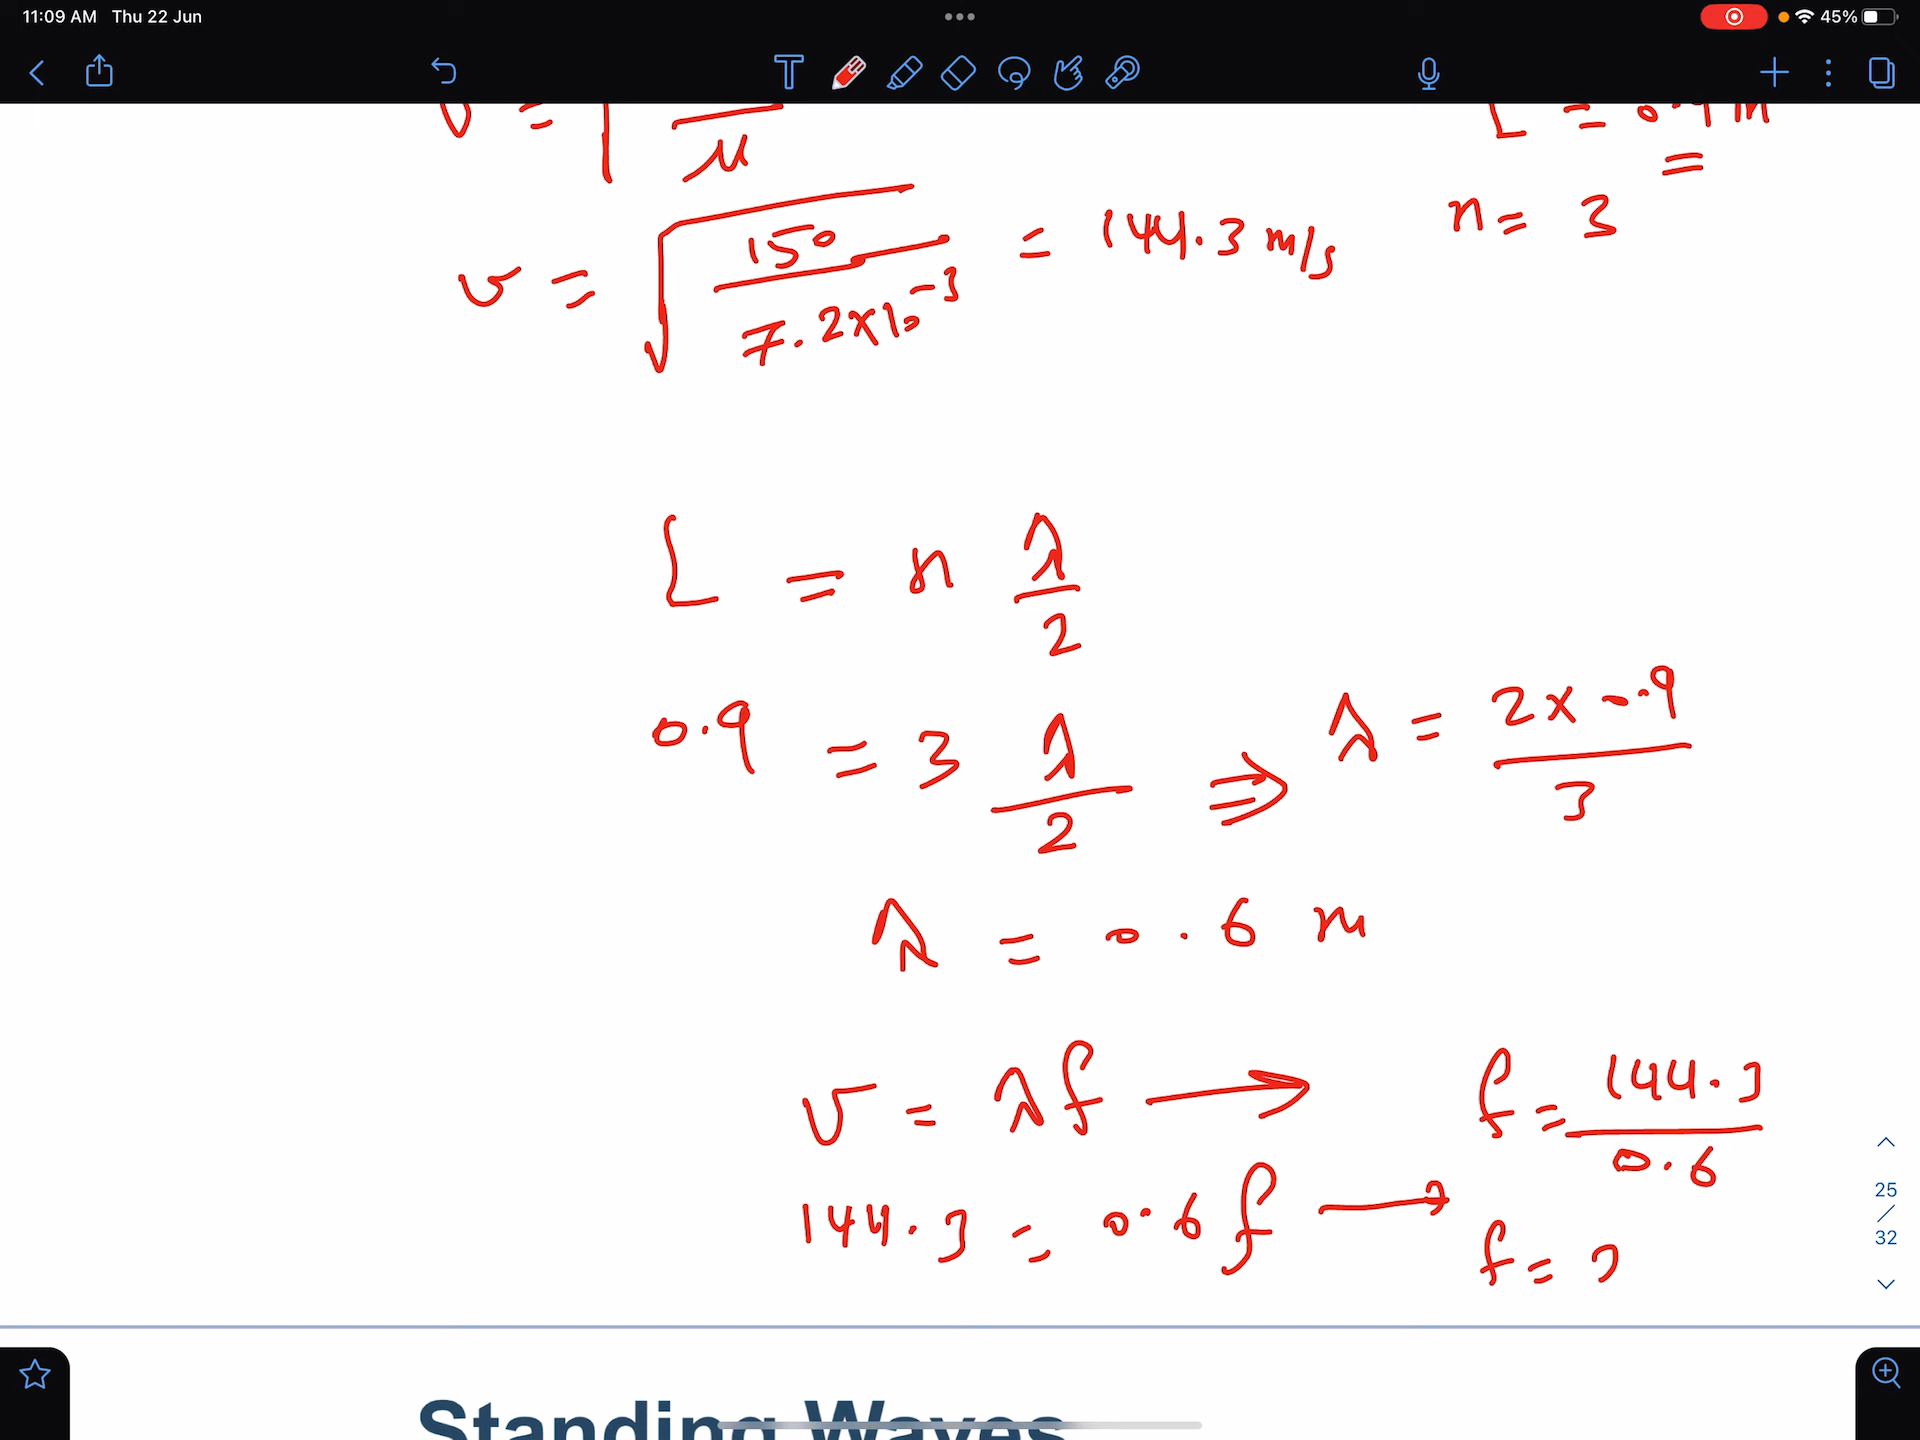 11:09 AM Thu 22 Jun
45%
v = √ μ
L = 0.9 m
n = 3
v = √(150 / 7.2×10⁻³) = 144.3 m/s
L = n λ/2
0.9 = 3 λ/2 ⇒ λ = 2×0.9/3
λ = 0.6 m
v = λf → f = 144.3/0.6
144.3 = 0.6 f →
f =
25
/
32
Standing Waves